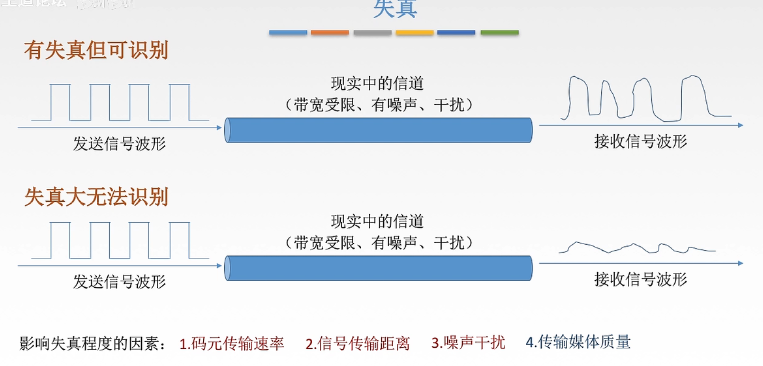 失真
有失真但可识别
现实中的信道
（带宽受限、有噪声、干扰）
发送信号波形
接收信号波形
失真大无法识别
现实中的信道
（带宽受限、有噪声、干扰）
发送信号波形
接收信号波形
影响失真程度的因素： 1.码元传输速率 2.信号传输距离 3.噪声干扰 4.传输媒体质量